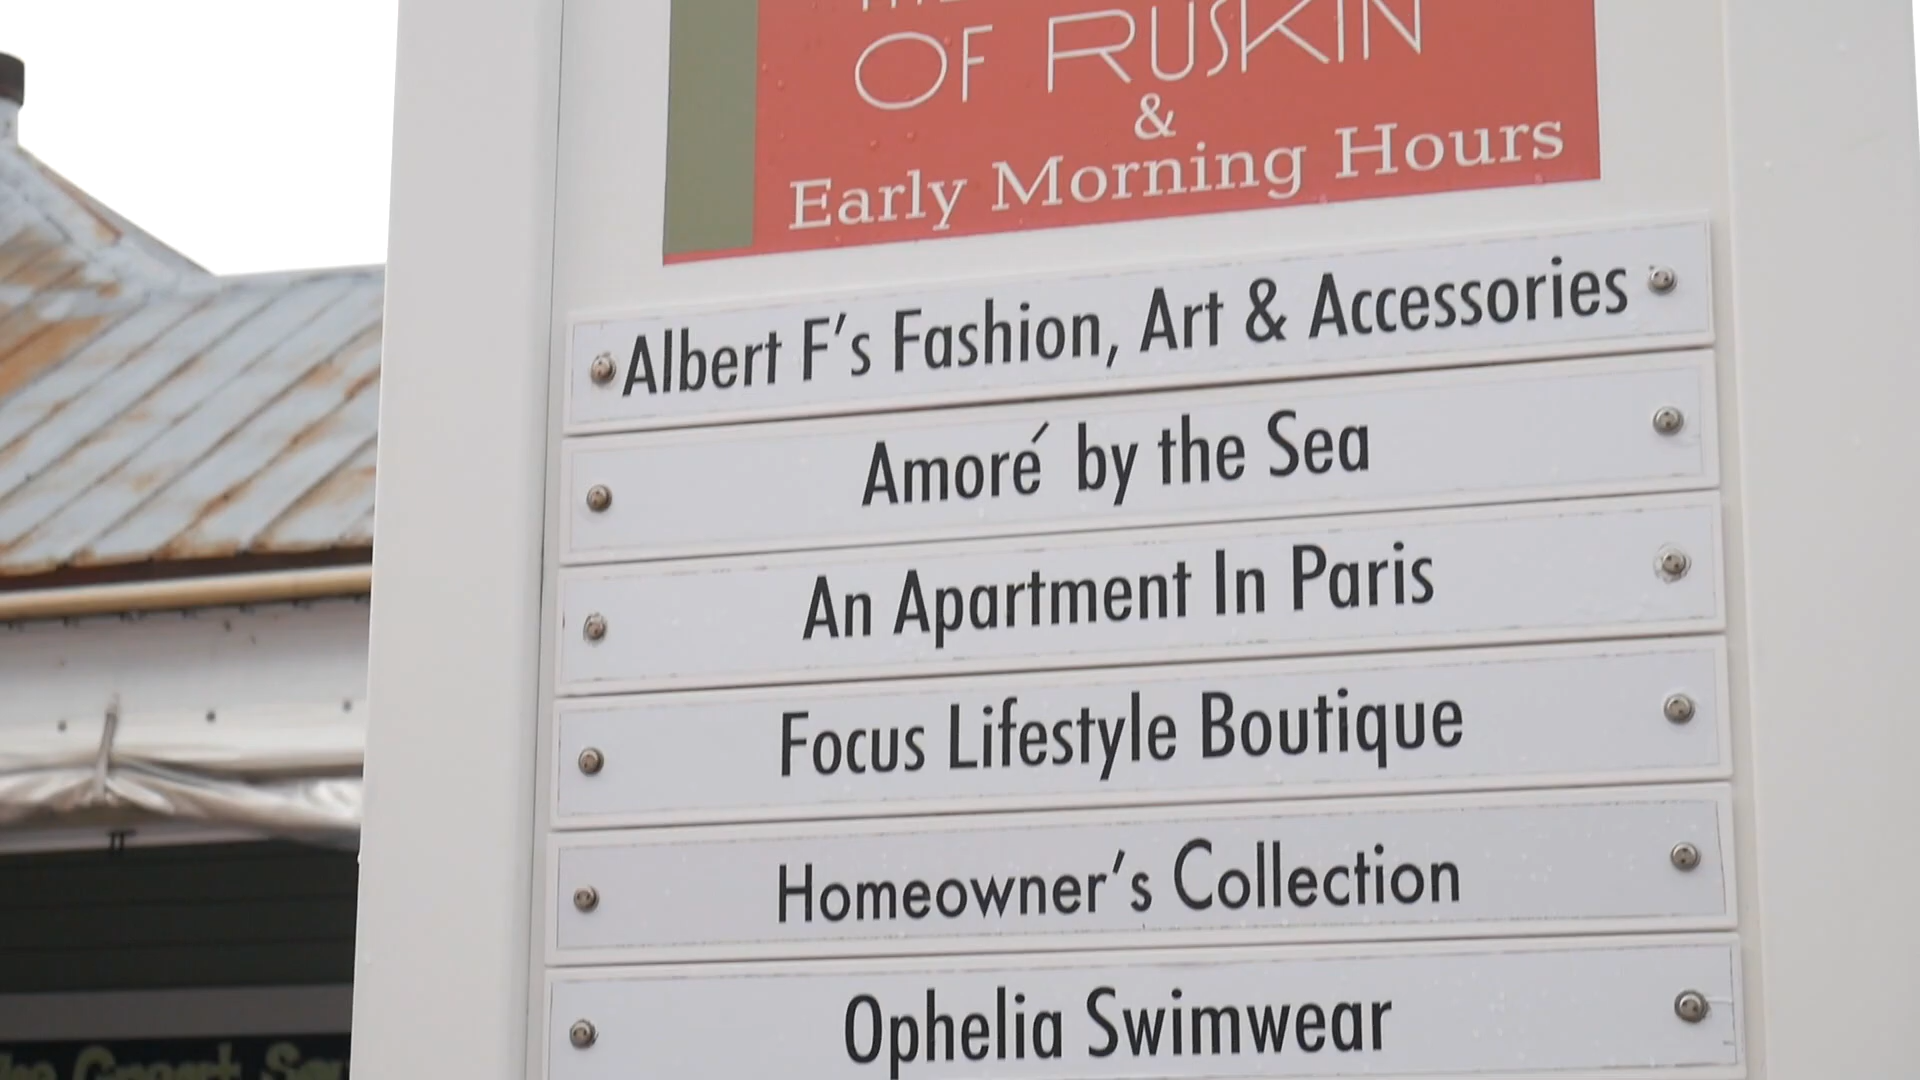 OF RUSKIN
&
Early Morning Hours
Albert F's Fashion, Art & Accessories
Amoré by the Sea
An Apartment In Paris
Focus Lifestyle Boutique
Homeowner's Collection
Ophelia Swimwear